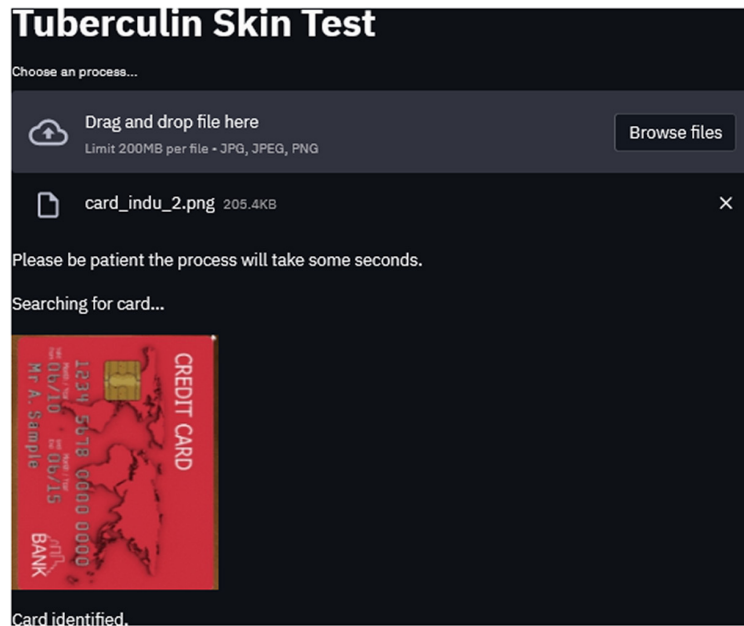 Tuberculin Skin Test
Choose an process...
Drag and drop file here
Limit 200MB per file • JPG, JPEG, PNG
Browse files
card_indu_2.png 205.4KB
Please be patient the process will take some seconds.
Searching for card...
CREDIT CARD
1234 5678 0000 0000
06/10
06/15
Mr A. Sample
BANK
Card identified.